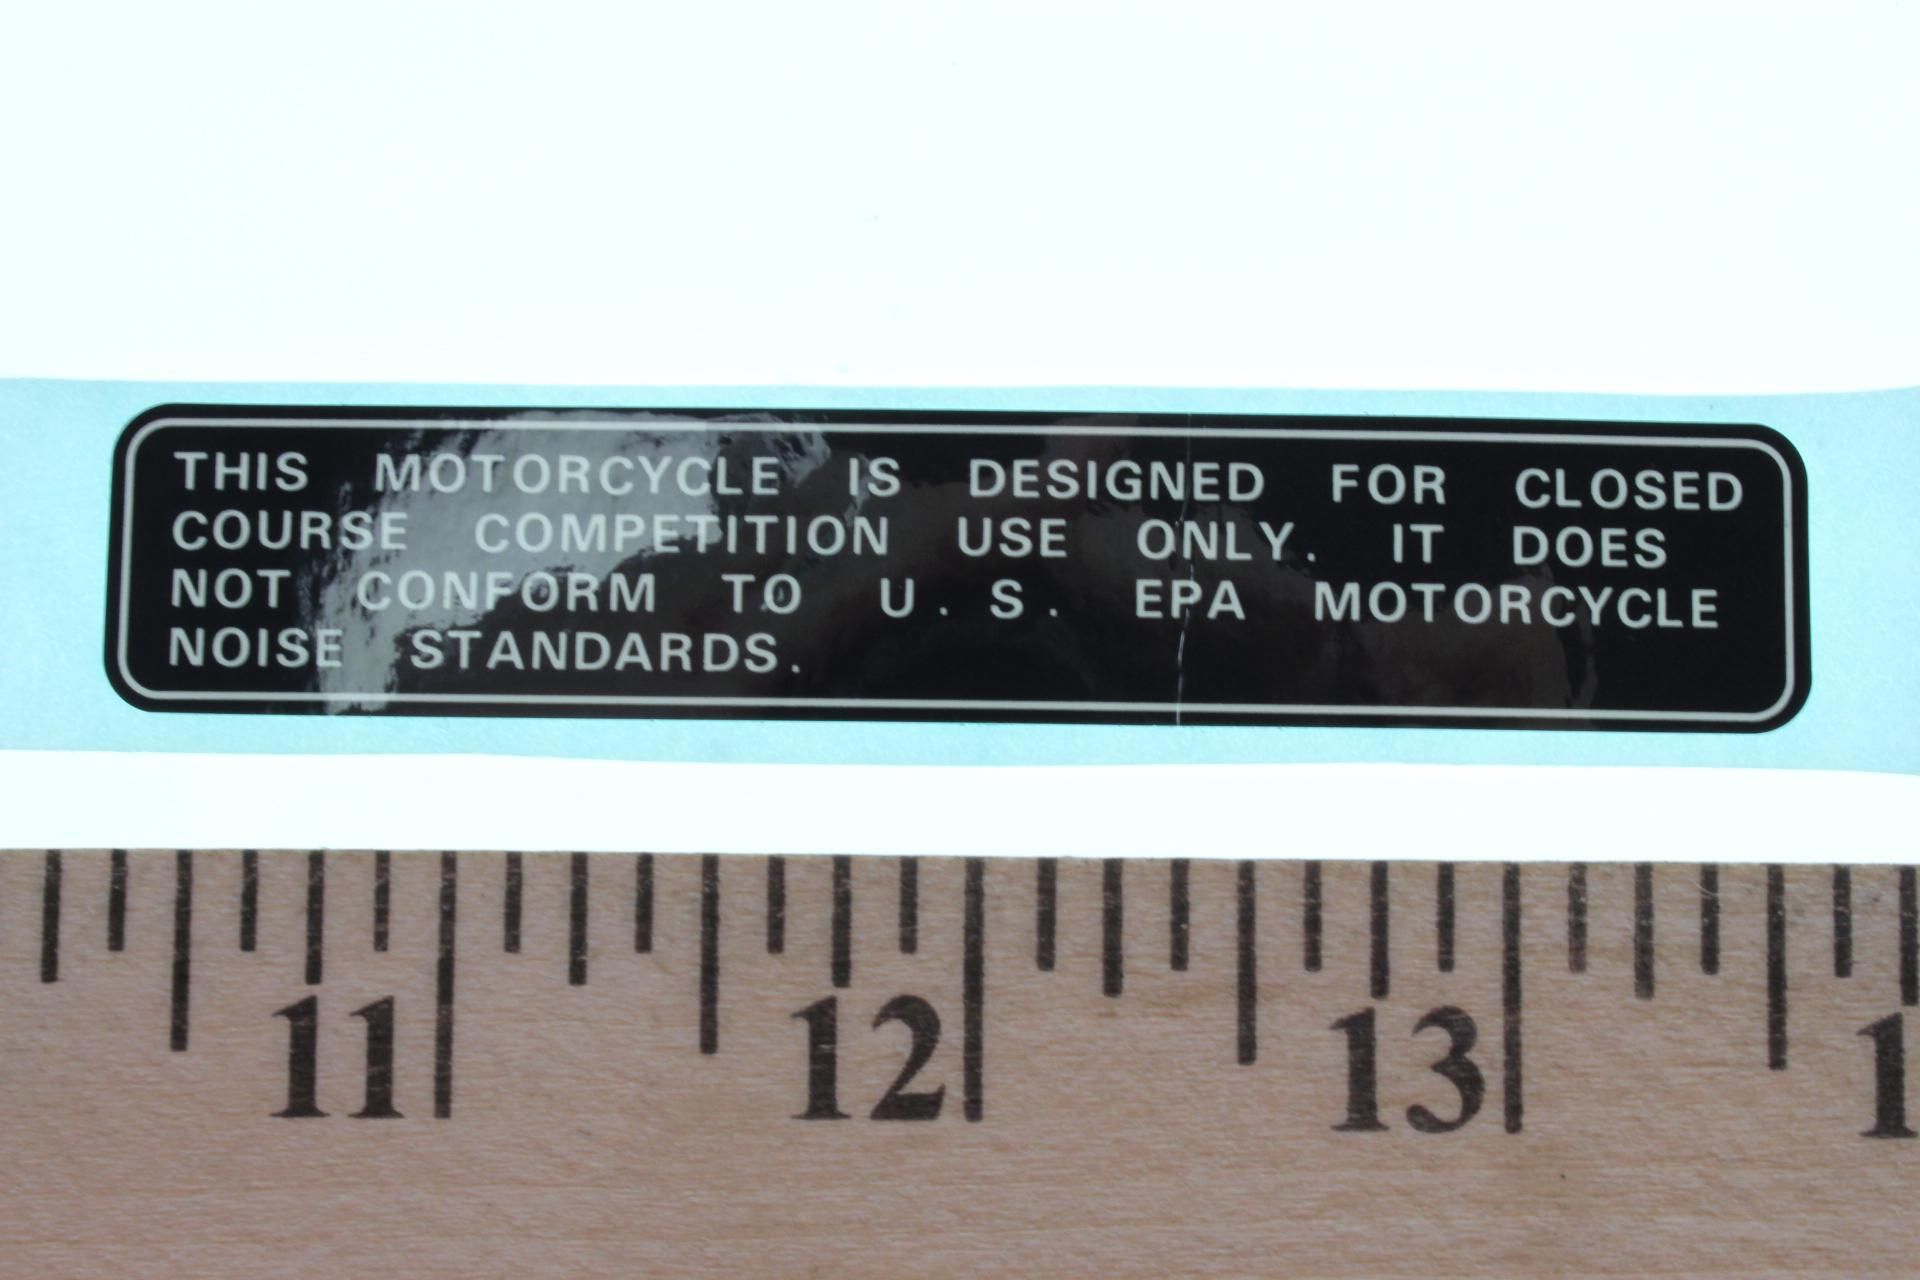 THIS MOTORCYCLE IS DESIGNED FOR CLOSED
COURSE COMPETITION USE ONLY. IT DOES
NOT CONFORM TO U.S. EPA MOTORCYCLE
NOISE STANDARDS.
11 12 13 1